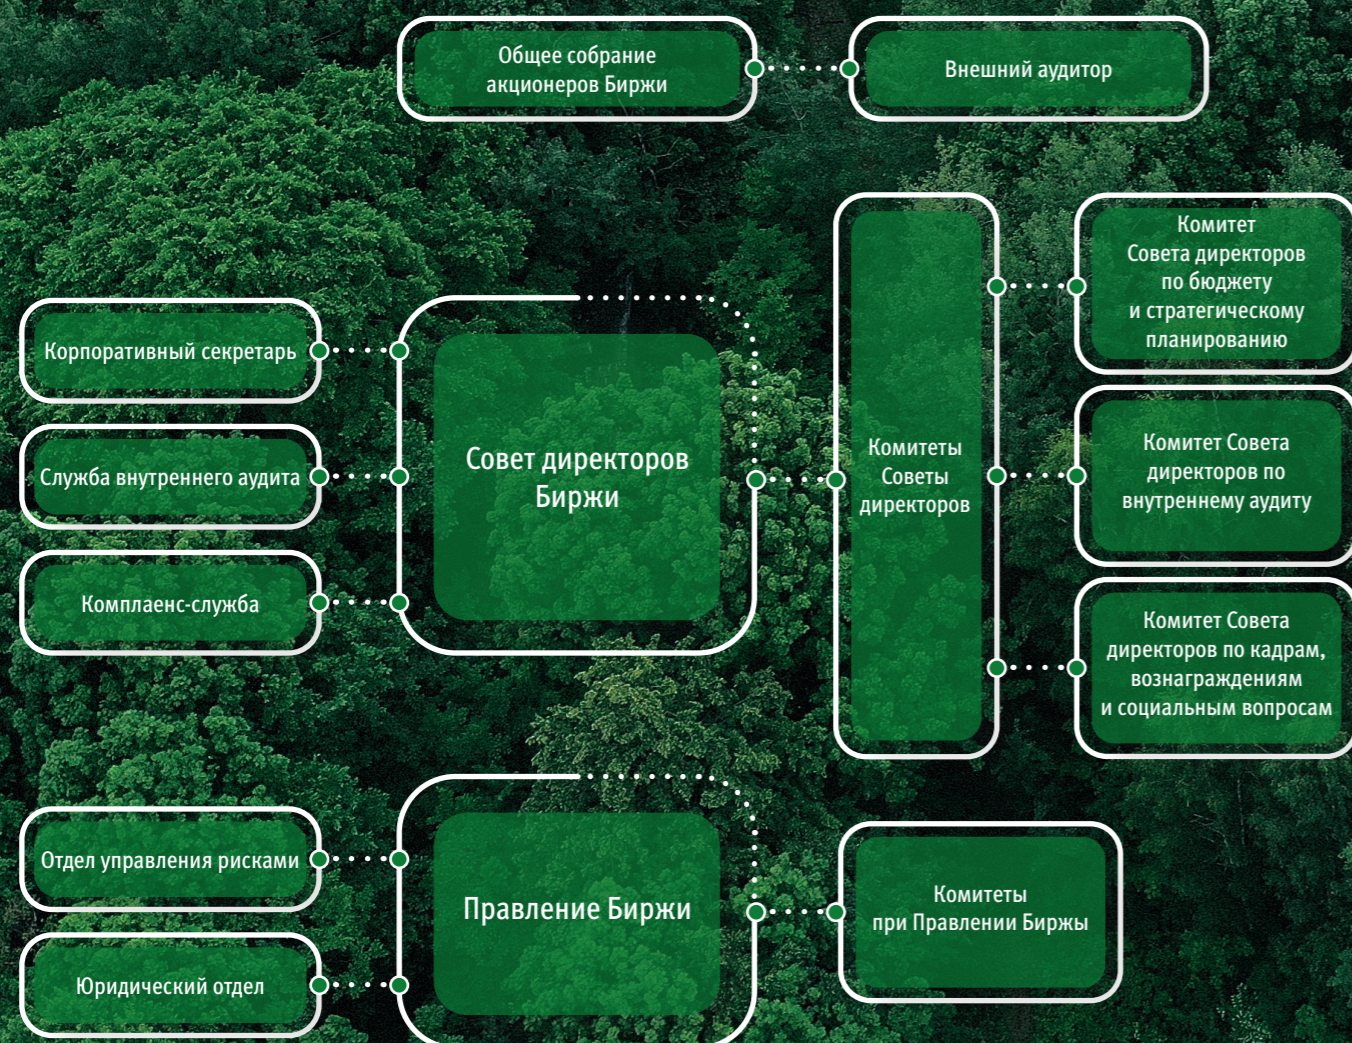 Общее собрание
акционеров Биржи
Внешний аудитор
Корпоративный секретарь
Служба внутреннего аудита
Комплаенс-служба
Совет директоров
Биржи
Комитеты
Советы
директоров
Комитет
Совета директоров
по бюджету
и стратегическому
планированию
Комитет Совета
директоров по
внутреннему аудиту
Комитет Совета
директоров по кадрам,
вознаграждениям
и социальным вопросам
Отдел управления рисками
Юридический отдел
Правление Биржи
Комитеты
при Правлении Биржы